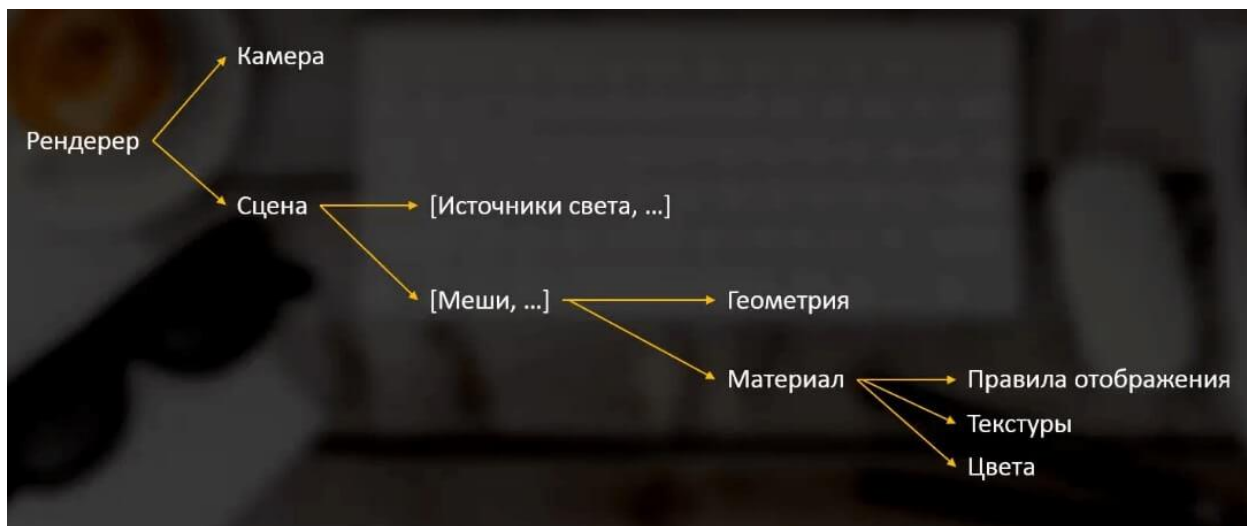 Камера
Рендерер
Сцена
[Источники света, ...]
[Меши, ...]
Геометрия
Материал
Правила отображения
Текстуры
Цвета